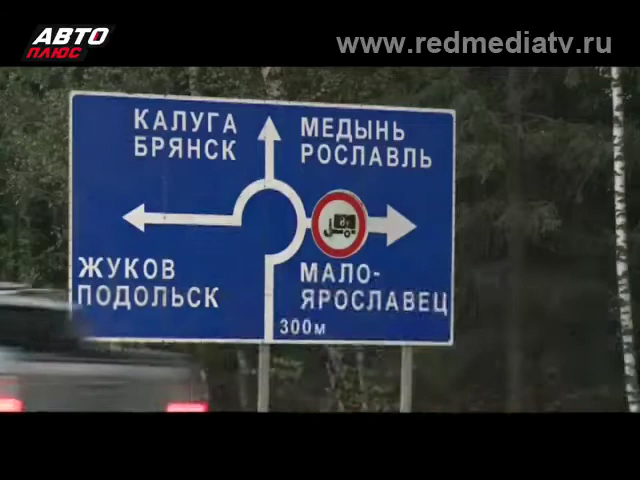 АВТО
ПЛЮС
www.redmediatv.ru
КАЛУГА
БРЯНСК
МЕДЫНЬ
РОСЛАВЛЬ
ЖУКОВ
ПОДОЛЬСК
МАЛО-
ЯРОСЛАВЕЦ
300м